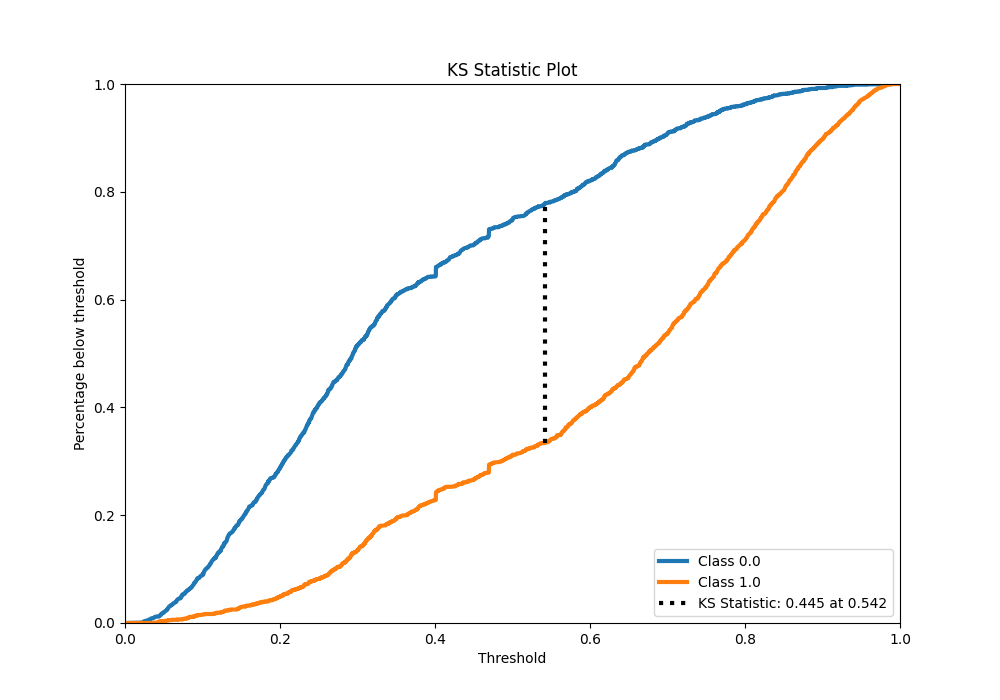 KS Statistic Plot
1.0
0.8
0.6
0.4
0.2
0.0
Percentage below threshold
0.0 0.2 0.4 0.6 0.8 1.0
Threshold
Class 0.0
Class 1.0
KS Statistic: 0.445 at 0.542